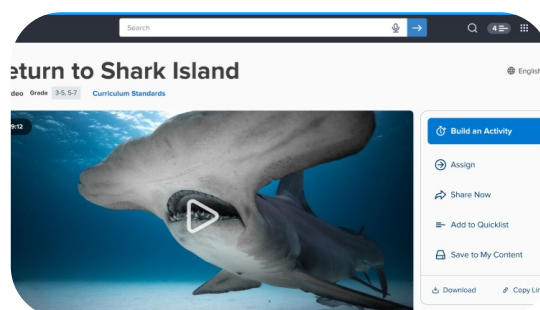 Search
4
eturn to Shark Island
English
deo Grade 3-5, 5-7 Curriculum Standards
9:12
Build an Activity
Assign
Share Now
Add to Quicklist
Save to My Content
Download Copy Lin